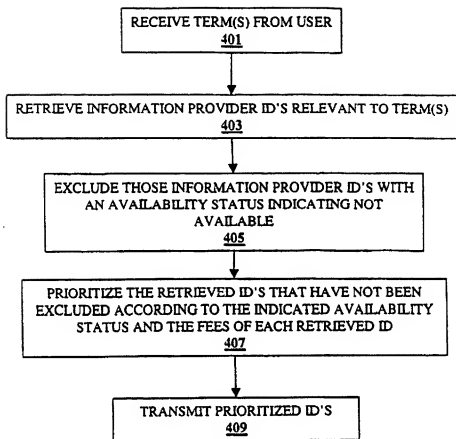 RECEIVE TERM(S) FROM USER
401
RETRIEVE INFORMATION PROVIDER ID'S RELEVANT TO TERM(S)
403
EXCLUDE THOSE INFORMATION PROVIDER ID'S WITH
AN AVAILABILITY STATUS INDICATING NOT
AVAILABLE
405
PRIORITIZE THE RETRIEVED ID'S THAT HAVE NOT BEEN
EXCLUDED ACCORDING TO THE INDICATED AVAILABILITY
STATUS AND THE FEES OF EACH RETRIEVED ID
407
TRANSMIT PRIORITIZED ID'S
409